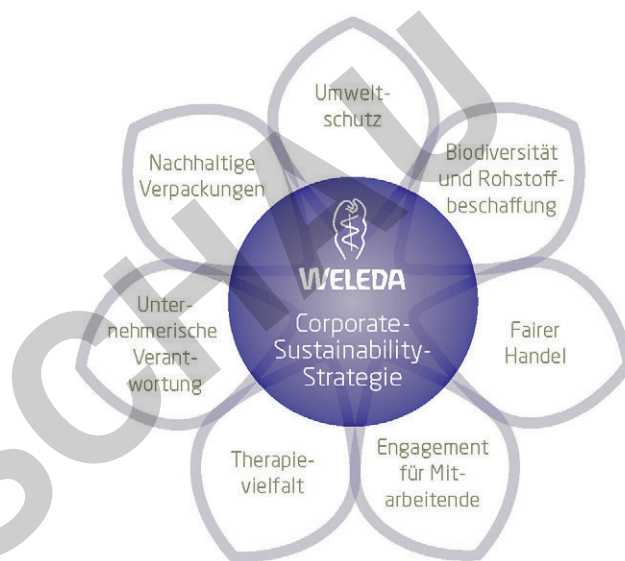 Umwelt-
schutz
Biodiversität
und Rohstoff-
beschaffung
Fairer
Handel
Engagement
für Mit-
arbeitende
Therapie-
vielfalt
Unter-
nehmerische
Verant-
wortung
Nachhaltige
Verpackungen
WELEDA
Corporate-
Sustainability-
Strategie
SCHAU